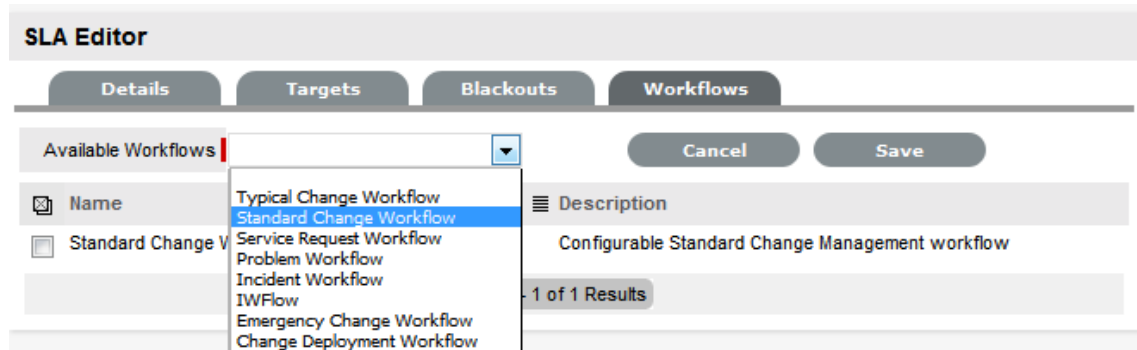 SLA Editor
Details Targets Blackouts Workflows
Available Workflows Cancel Save
Name Description
Typical Change Workflow
Standard Change Workflow
Standard Change Configurable Standard Change Management workflow
Service Request Workflow
Problem Workflow
Incident Workflow
1 of 1 Results
IWFlow
Emergency Change Workflow
Change Deployment Workflow